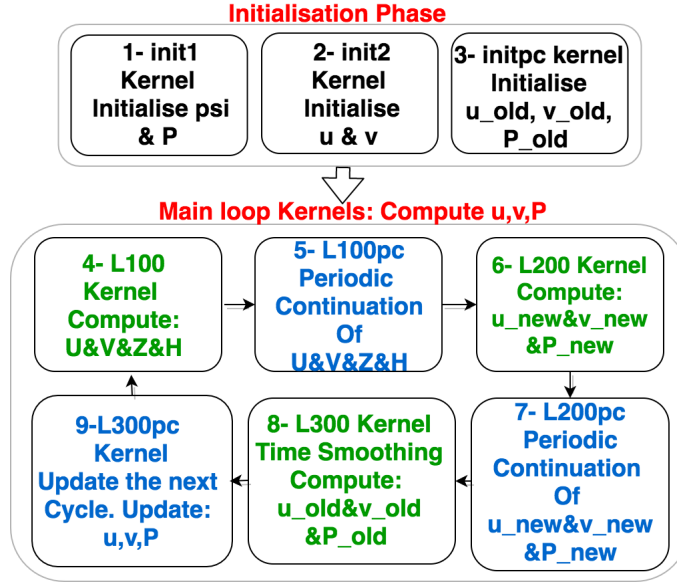 Initialisation Phase
1- init1
Kernel
Initialise psi
& P
2- init2
Kernel
Initialise
u & v
3- initpc kernel
Initialise
u_old, v_old,
P_old
Main loop Kernels: Compute u,v,P
4- L100
Kernel
Compute:
U&V&Z&H
5- L100pc
Periodic
Continuation
Of
U&V&Z&H
6- L200 Kernel
Compute:
u_new&v_new
&P_new
7- L200pc
Periodic
Continuation
Of
u_new&v_new
&P_new
8- L300 Kernel
Time Smoothing
Compute:
u_old&v_old
&P_old
9-L300pc
Kernel
Update the next
Cycle. Update:
u,v,P